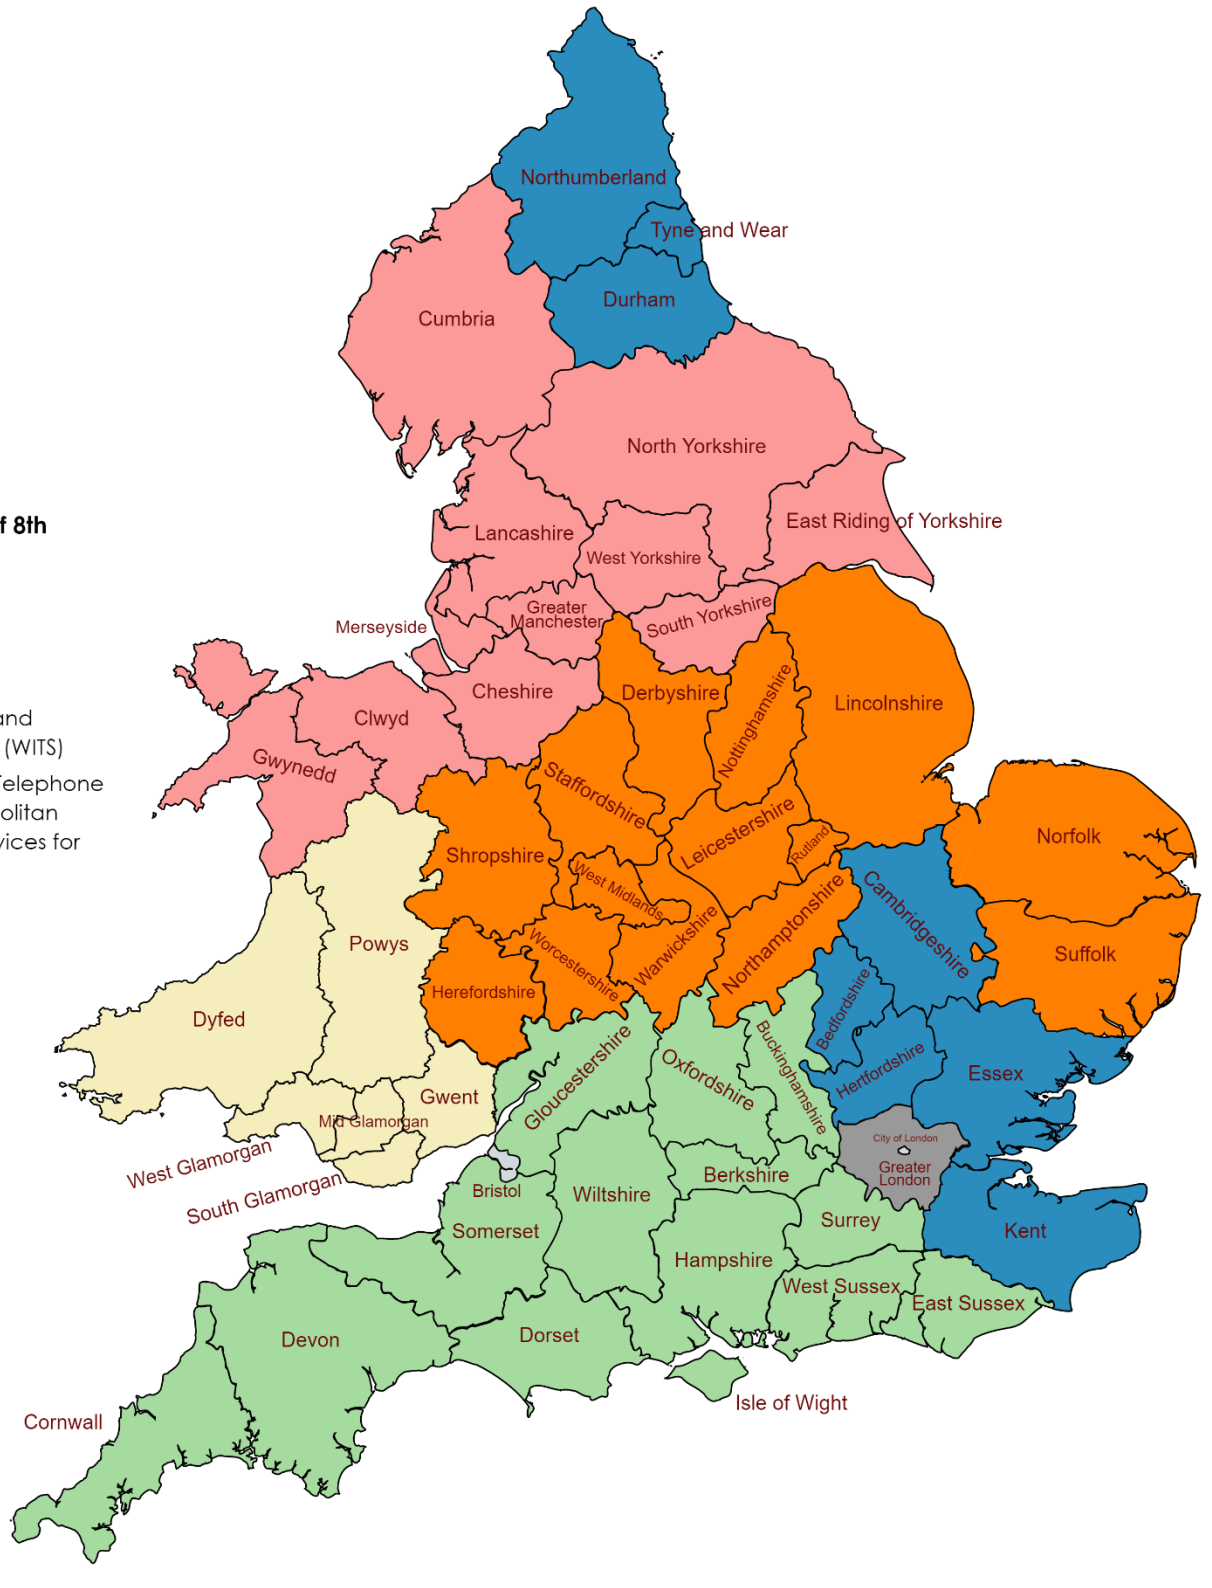 Northumberland
Tyne and Wear
Durham
Cumbria
North Yorkshire
East Riding of Yorkshire
f 8th
Lancashire
West Yorkshire
Greater
Manchester
South Yorkshire
Merseyside
Cheshire
Derbyshire
Nottinghamshire
Lincolnshire
and
(WITS)
Telephone
olitan
vices for
Clwyd
Gwynedd
Staffordshire
Leicestershire
Rutland
Norfolk
Shropshire
West Midlands
Cambridgeshire
Northamptonshire
Warwickshire
Worcestershire
Suffolk
Powys
Herefordshire
Dyfed
Bedfordshire
Hertfordshire
Essex
Buckinghamshire
Oxfordshire
Gloucestershire
Gwent
Mid Glamorgan
West Glamorgan
South Glamorgan
City of London
Greater
London
Bristol
Somerset
Wiltshire
Berkshire
Surrey
Kent
Hampshire
West Sussex
East Sussex
Devon
Dorset
Isle of Wight
Cornwall